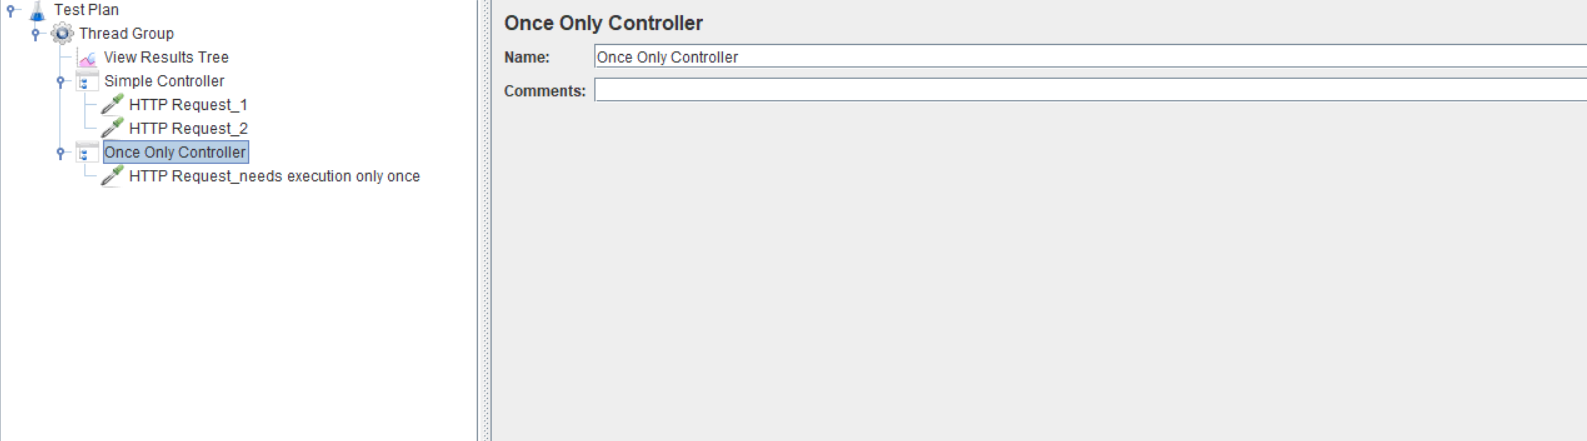 Test Plan
Thread Group
View Results Tree
Simple Controller
HTTP Request_1
HTTP Request_2
Once Only Controller
HTTP Request_needs execution only once
Once Only Controller
Name: Once Only Controller
Comments: